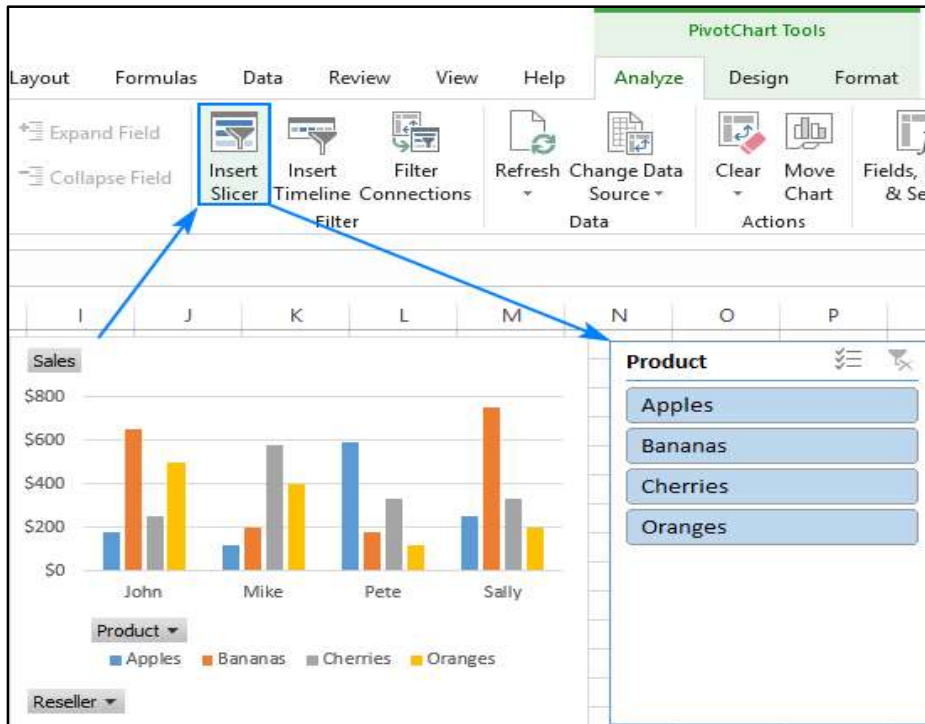 PivotChart Tools
Layout Formulas Data Review View Help Analyze Design Format
Expand Field
Collapse Field
Insert Slicer
Insert Timeline
Filter Connections
Filter
Refresh
Change Data Source
Data
Clear
Move Chart
Actions
Fields,
&
I J K L M N O P
Sales
$800
$600
$400
$200
$0
John Mike Pete Sally
Product
Apples Bananas Cherries Oranges
Reseller
Product
Apples
Bananas
Cherries
Oranges